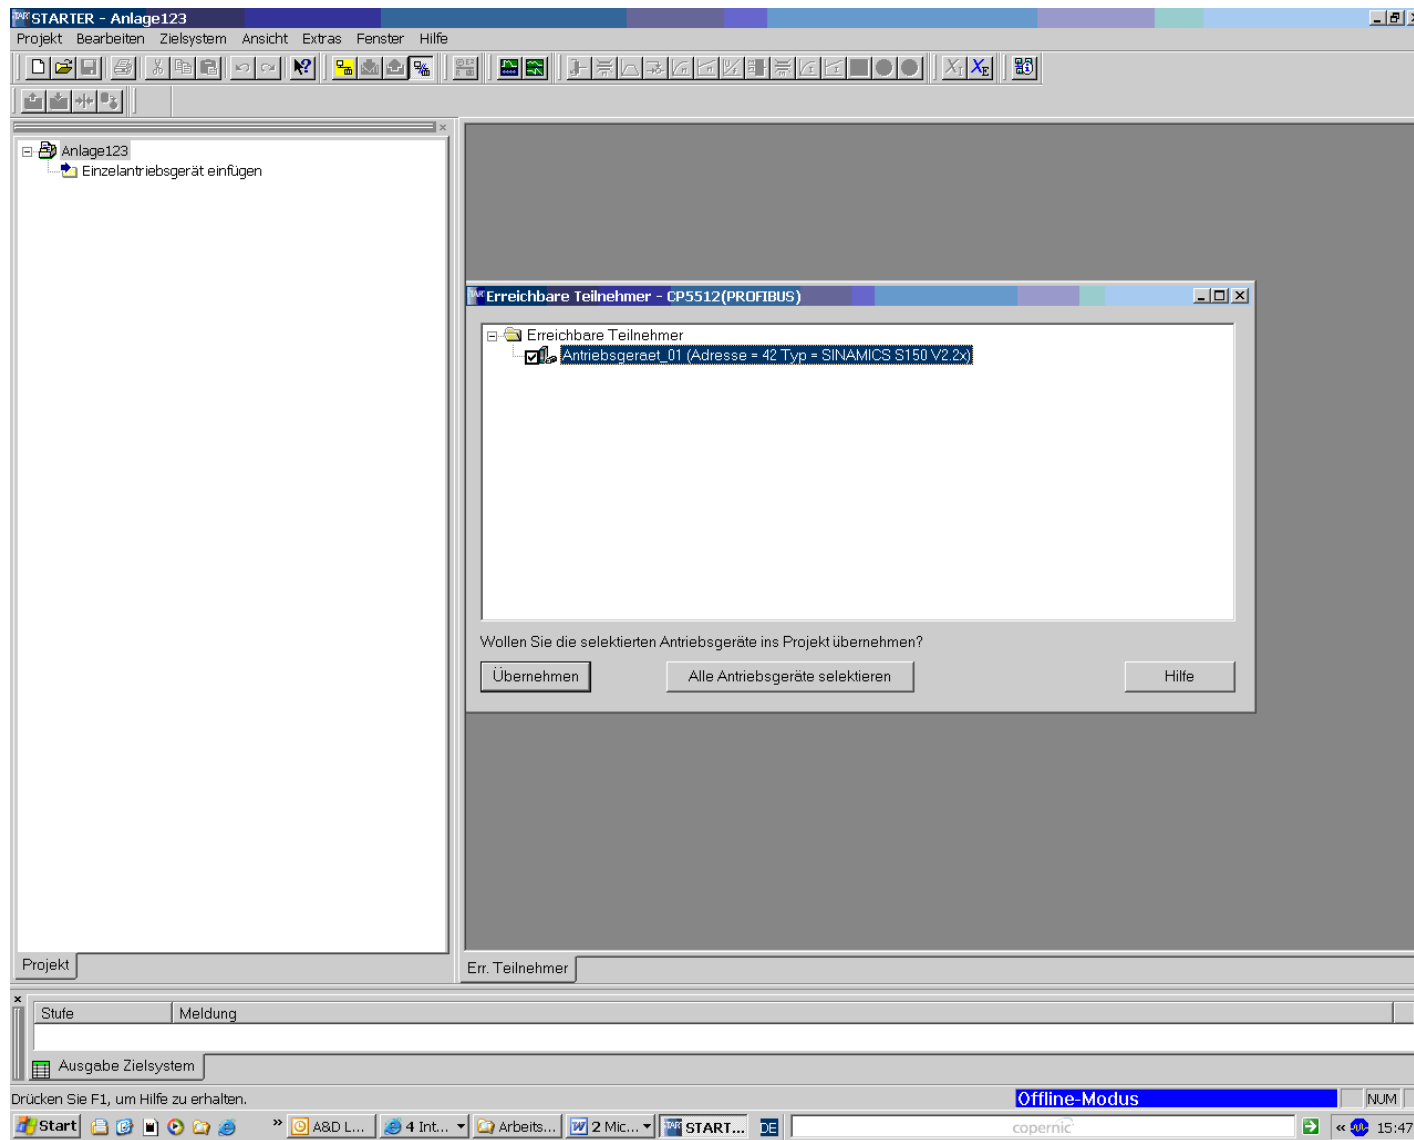 STARTER - Anlage123
Projekt Bearbeiten Zielsystem Ansicht Extras Fenster Hilfe
Anlage123
Einzelantriebsgerät einfügen
Erreichbare Teilnehmer - CP5512(PROFIBUS)
Erreichbare Teilnehmer
Antriebsgeraet_01 (Adresse = 42 Typ = SINAMICS S150 V2.2x)
Wollen Sie die selektierten Antriebsgeräte ins Projekt übernehmen?
Übernehmen Alle Antriebsgeräte selektieren Hilfe
Projekt
Err. Teilnehmer
Stufe Meldung
Ausgabe Zielsystem
Drücken Sie F1, um Hilfe zu erhalten. Offline-Modus NUM
Start » A&D L... 4 Int... Arbeits... 2 Mic... START... DE copernic « 15:47